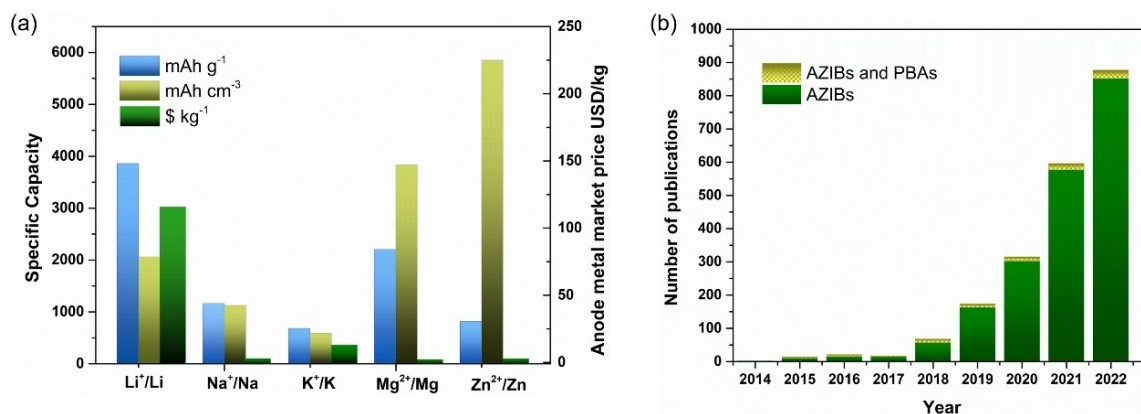 (a)
mAh g⁻¹
mAh cm⁻³
$ kg⁻¹
Specific Capacity
6000
5000
4000
3000
2000
1000
0
Anode metal market price USD/kg
250
200
150
100
50
0
Li⁺/Li Na⁺/Na K⁺/K Mg²⁺/Mg Zn²⁺/Zn
(b)
AZIBs and PBAs
AZIBs
Number of publications
1000
900
800
700
600
500
400
300
200
100
0
2014 2015 2016 2017 2018 2019 2020 2021 2022
Year